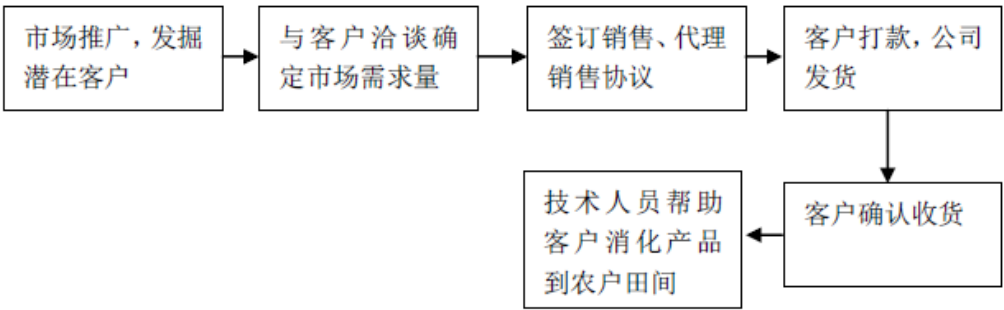 市场推广，发掘
潜在客户
与客户洽谈确
定市场需求量
签订销售、代理
销售协议
客户打款，公司
发货
客户确认收货
技术人员帮助
客户消化产品
到农户田间